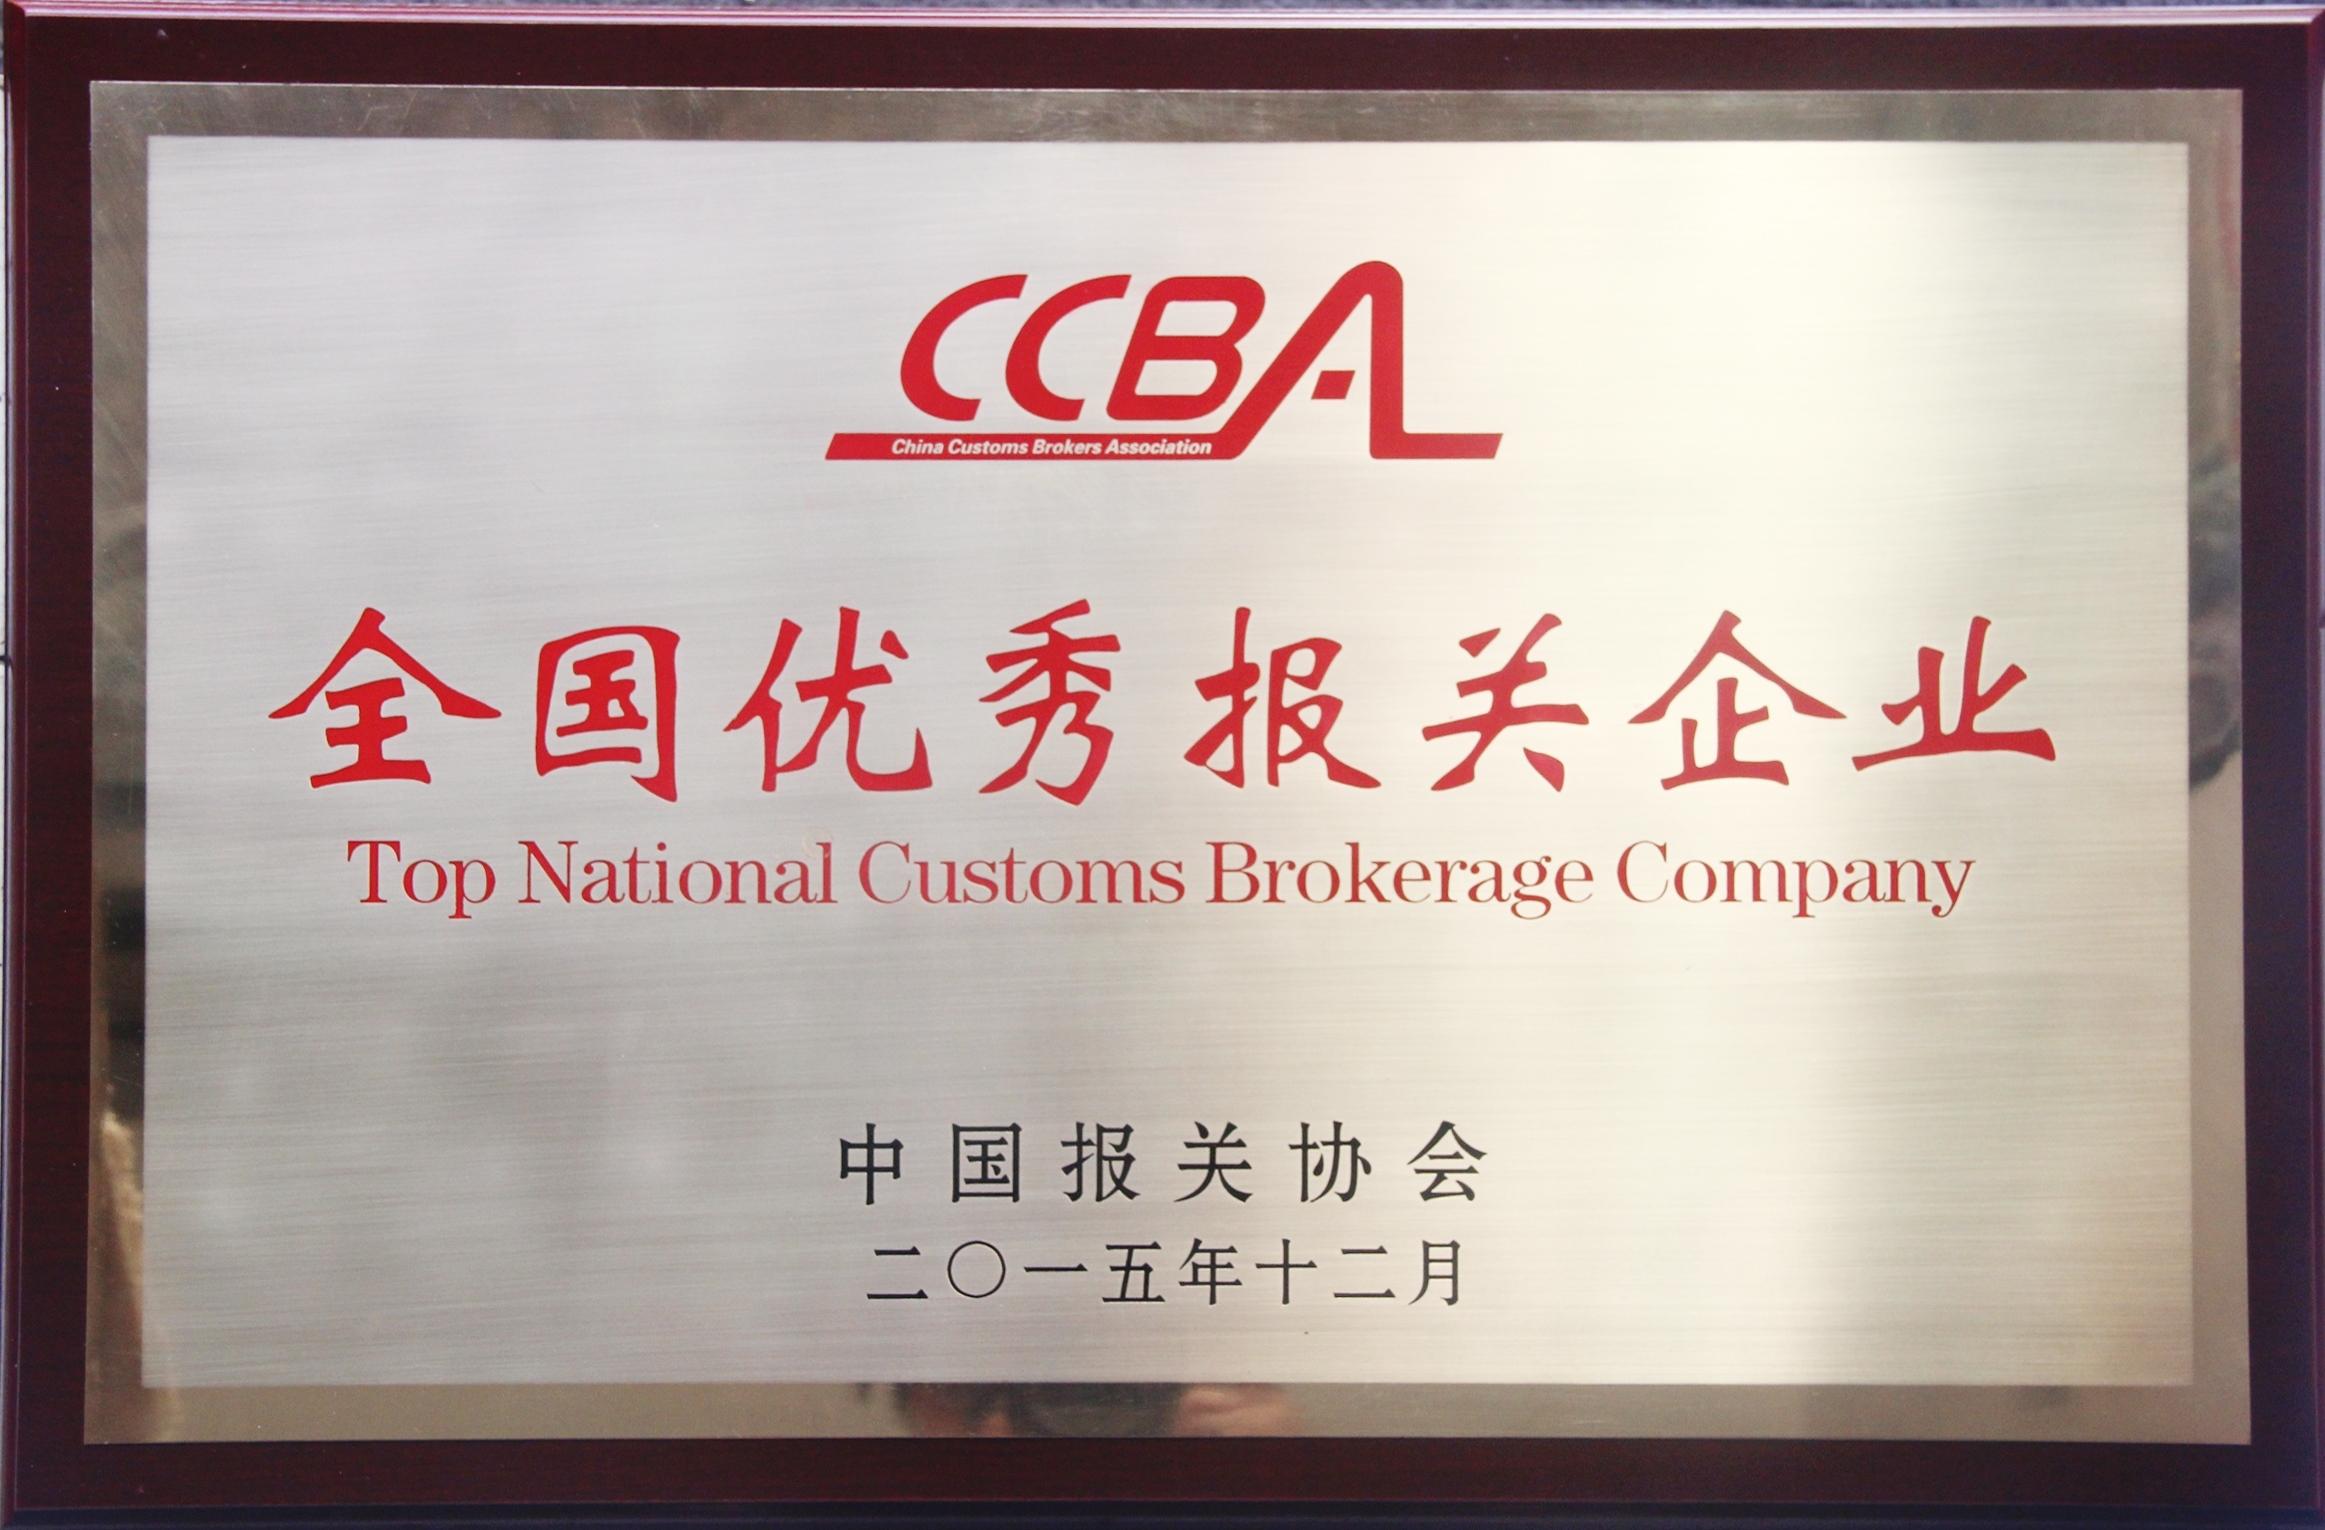 CCBA
China Customs Brokers Association
全国优秀报关企业
Top National Customs Brokerage Company
中国报关协会
二〇一五年十二月